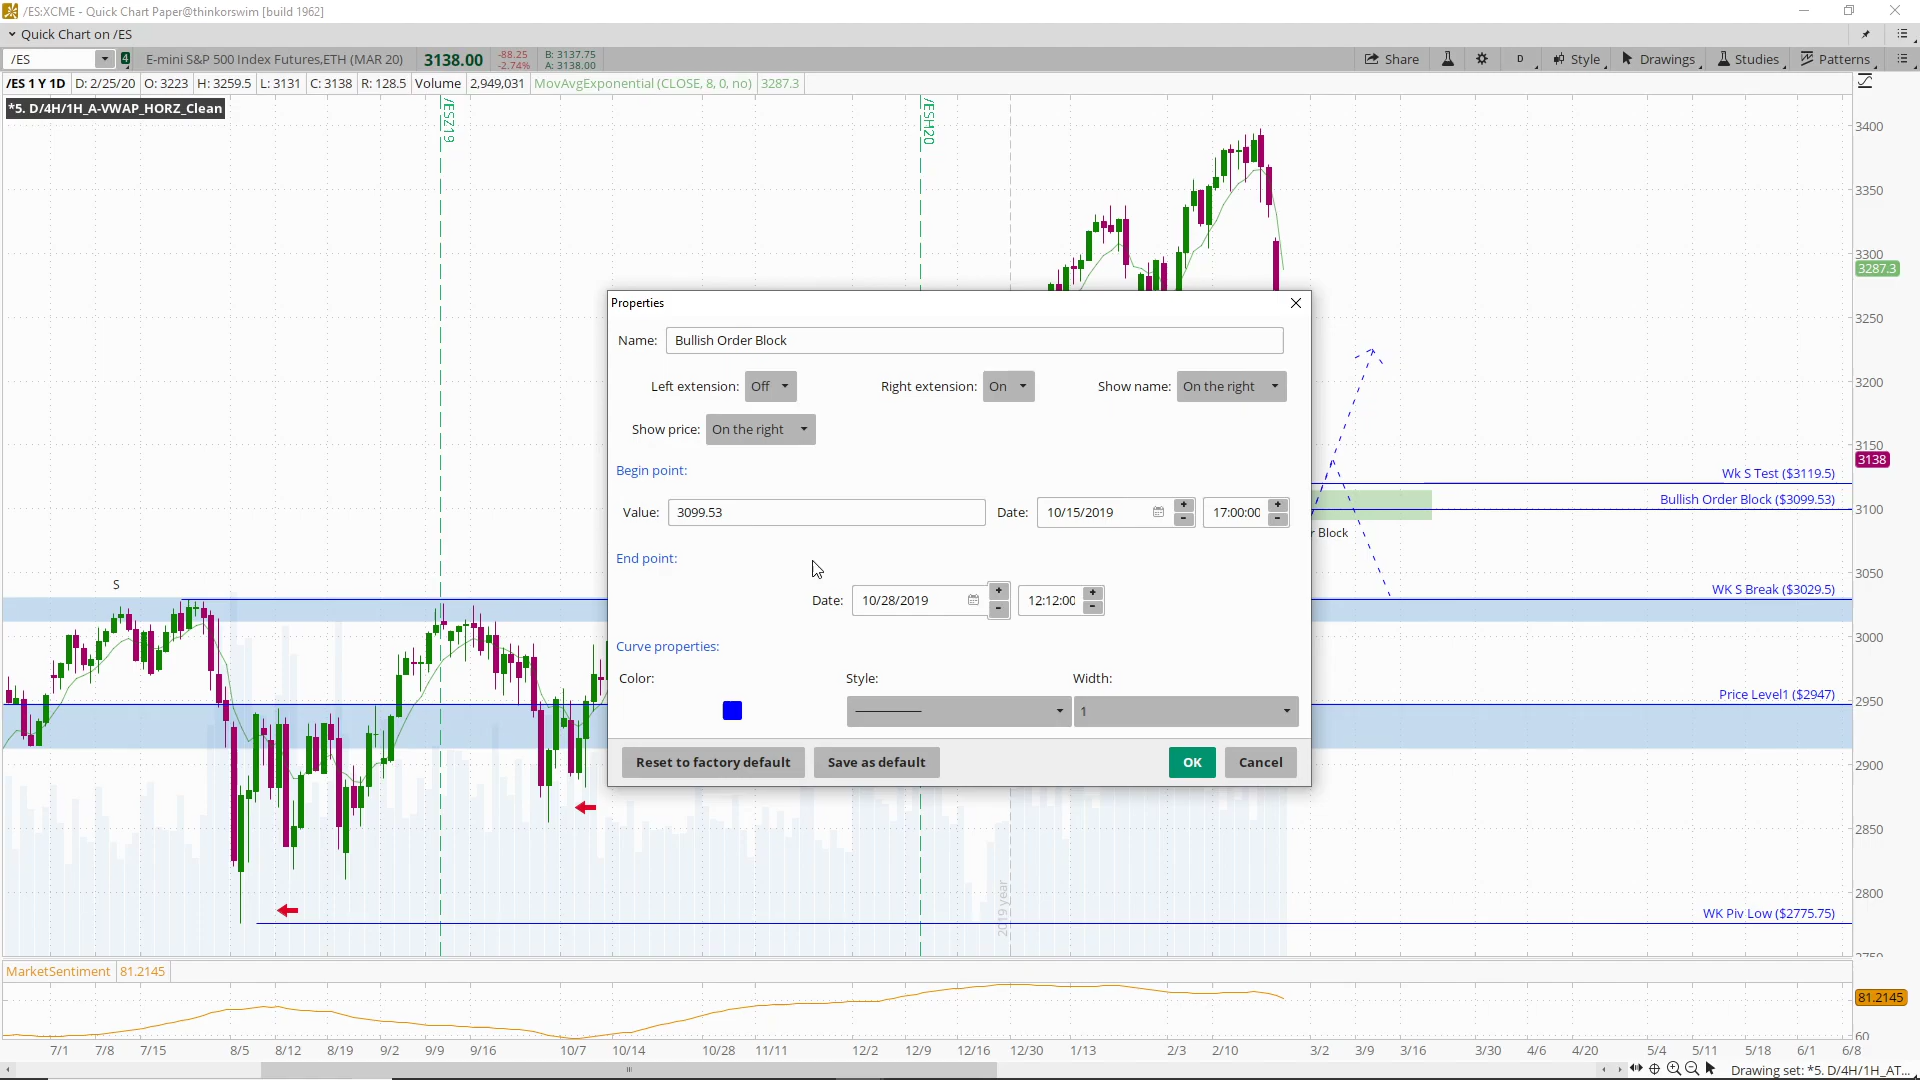 /ES:XCME - Quick Chart Paper@thinkorswim [build 1962]
Quick Chart on /ES
/ES 4 E-mini S&P 500 Index Futures,ETH (MAR 20) 3138.00 -88.25 B: 3137.75
-2.74% A: 3138.00
Share D Style Drawings Studies Patterns
/ES 1 Y 1D D: 2/25/20 O: 3223 H: 3259.5 L: 3131 C: 3138 R: 128.5 Volume 2,949,031 MovAvgExponential (CLOSE, 8, 0, no) 3287.3
*5. D/4H/1H_A-VWAP_HORZ_Clean
/ESZ19
/ESH20
3400
3350
3300
3287.3
3250
3200
3150
3138
3100
3050
3000
2950
2900
2850
2800
2750
Properties
Name: Bullish Order Block
Left extension: Off Right extension: On Show name: On the right
Show price: On the right
Begin point:
Value: 3099.53 Date: 10/15/2019 17:00:00
End point:
Date: 10/28/2019 12:12:00
Curve properties:
Color: Style: Width:
1
Reset to factory default Save as default OK Cancel
Wk S Test ($3119.5)
Bullish Order Block ($3099.53)
r Block
WK S Break ($3029.5)
S
Price Level1 ($2947)
WK Piv Low ($2775.75)
2019 year
MarketSentiment 81.2145
81.2145
60
7/1 7/8 7/15 8/5 8/12 8/19 9/2 9/9 9/16 10/7 10/14 10/28 11/11 12/2 12/9 12/16 12/30 1/13 2/3 2/10 3/2 3/9 3/16 3/30 4/6 4/20 5/4 5/11 5/18 6/1 6/8
Drawing set: *5. D/4H/1H_AT...